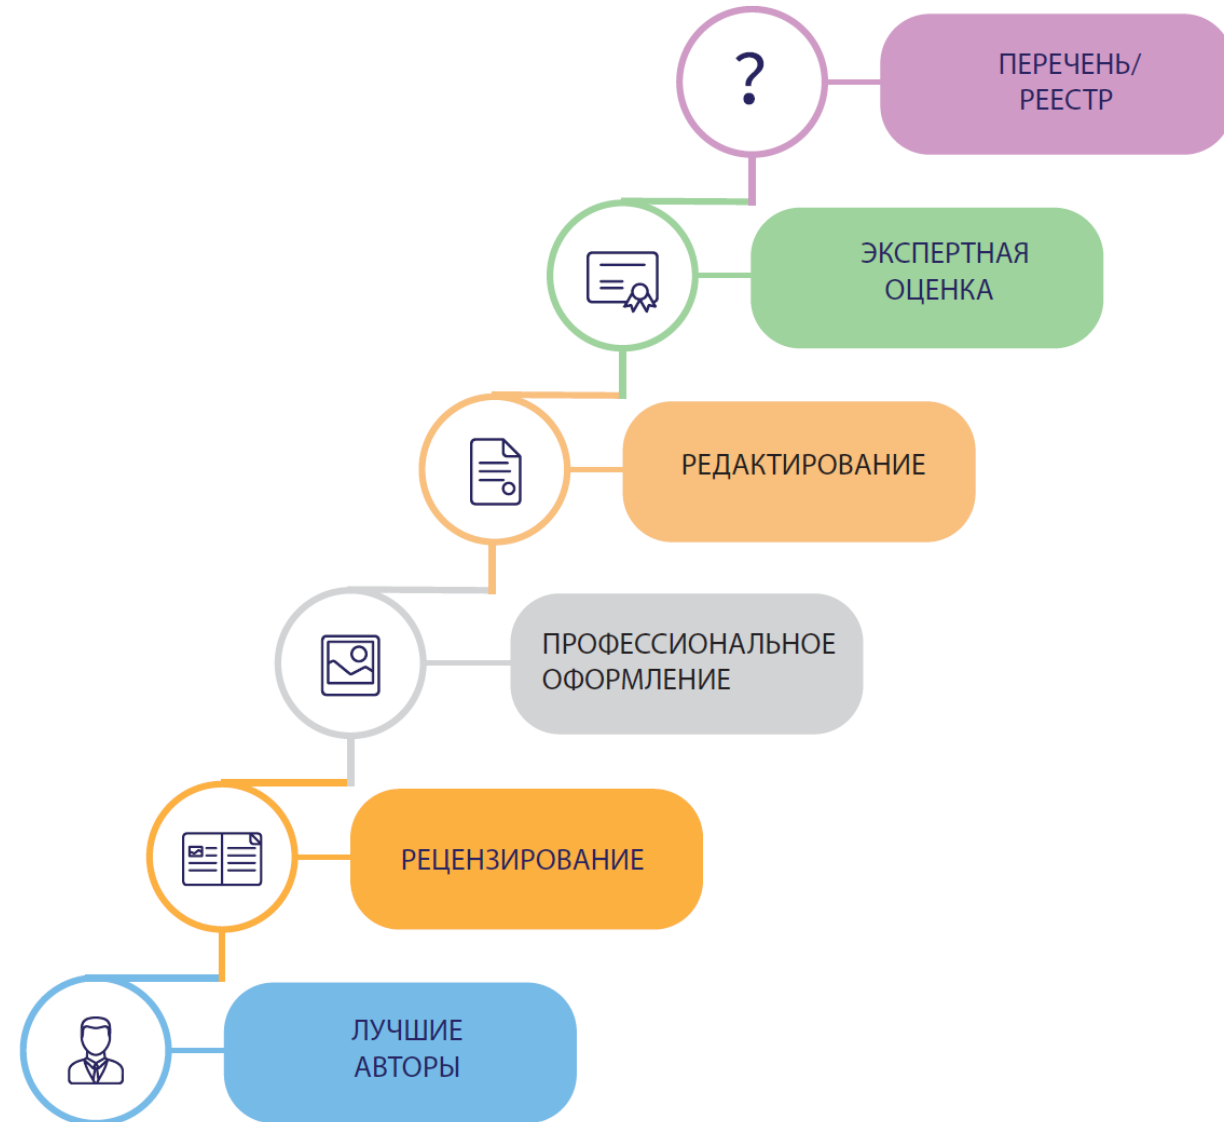 ?
ПЕРЕЧЕНЬ/
РЕЕСТР
ЭКСПЕРТНАЯ
ОЦЕНКА
РЕДАКТИРОВАНИЕ
ПРОФЕССИОНАЛЬНОЕ
ОФОРМЛЕНИЕ
РЕЦЕНЗИРОВАНИЕ
ЛУЧШИЕ
АВТОРЫ